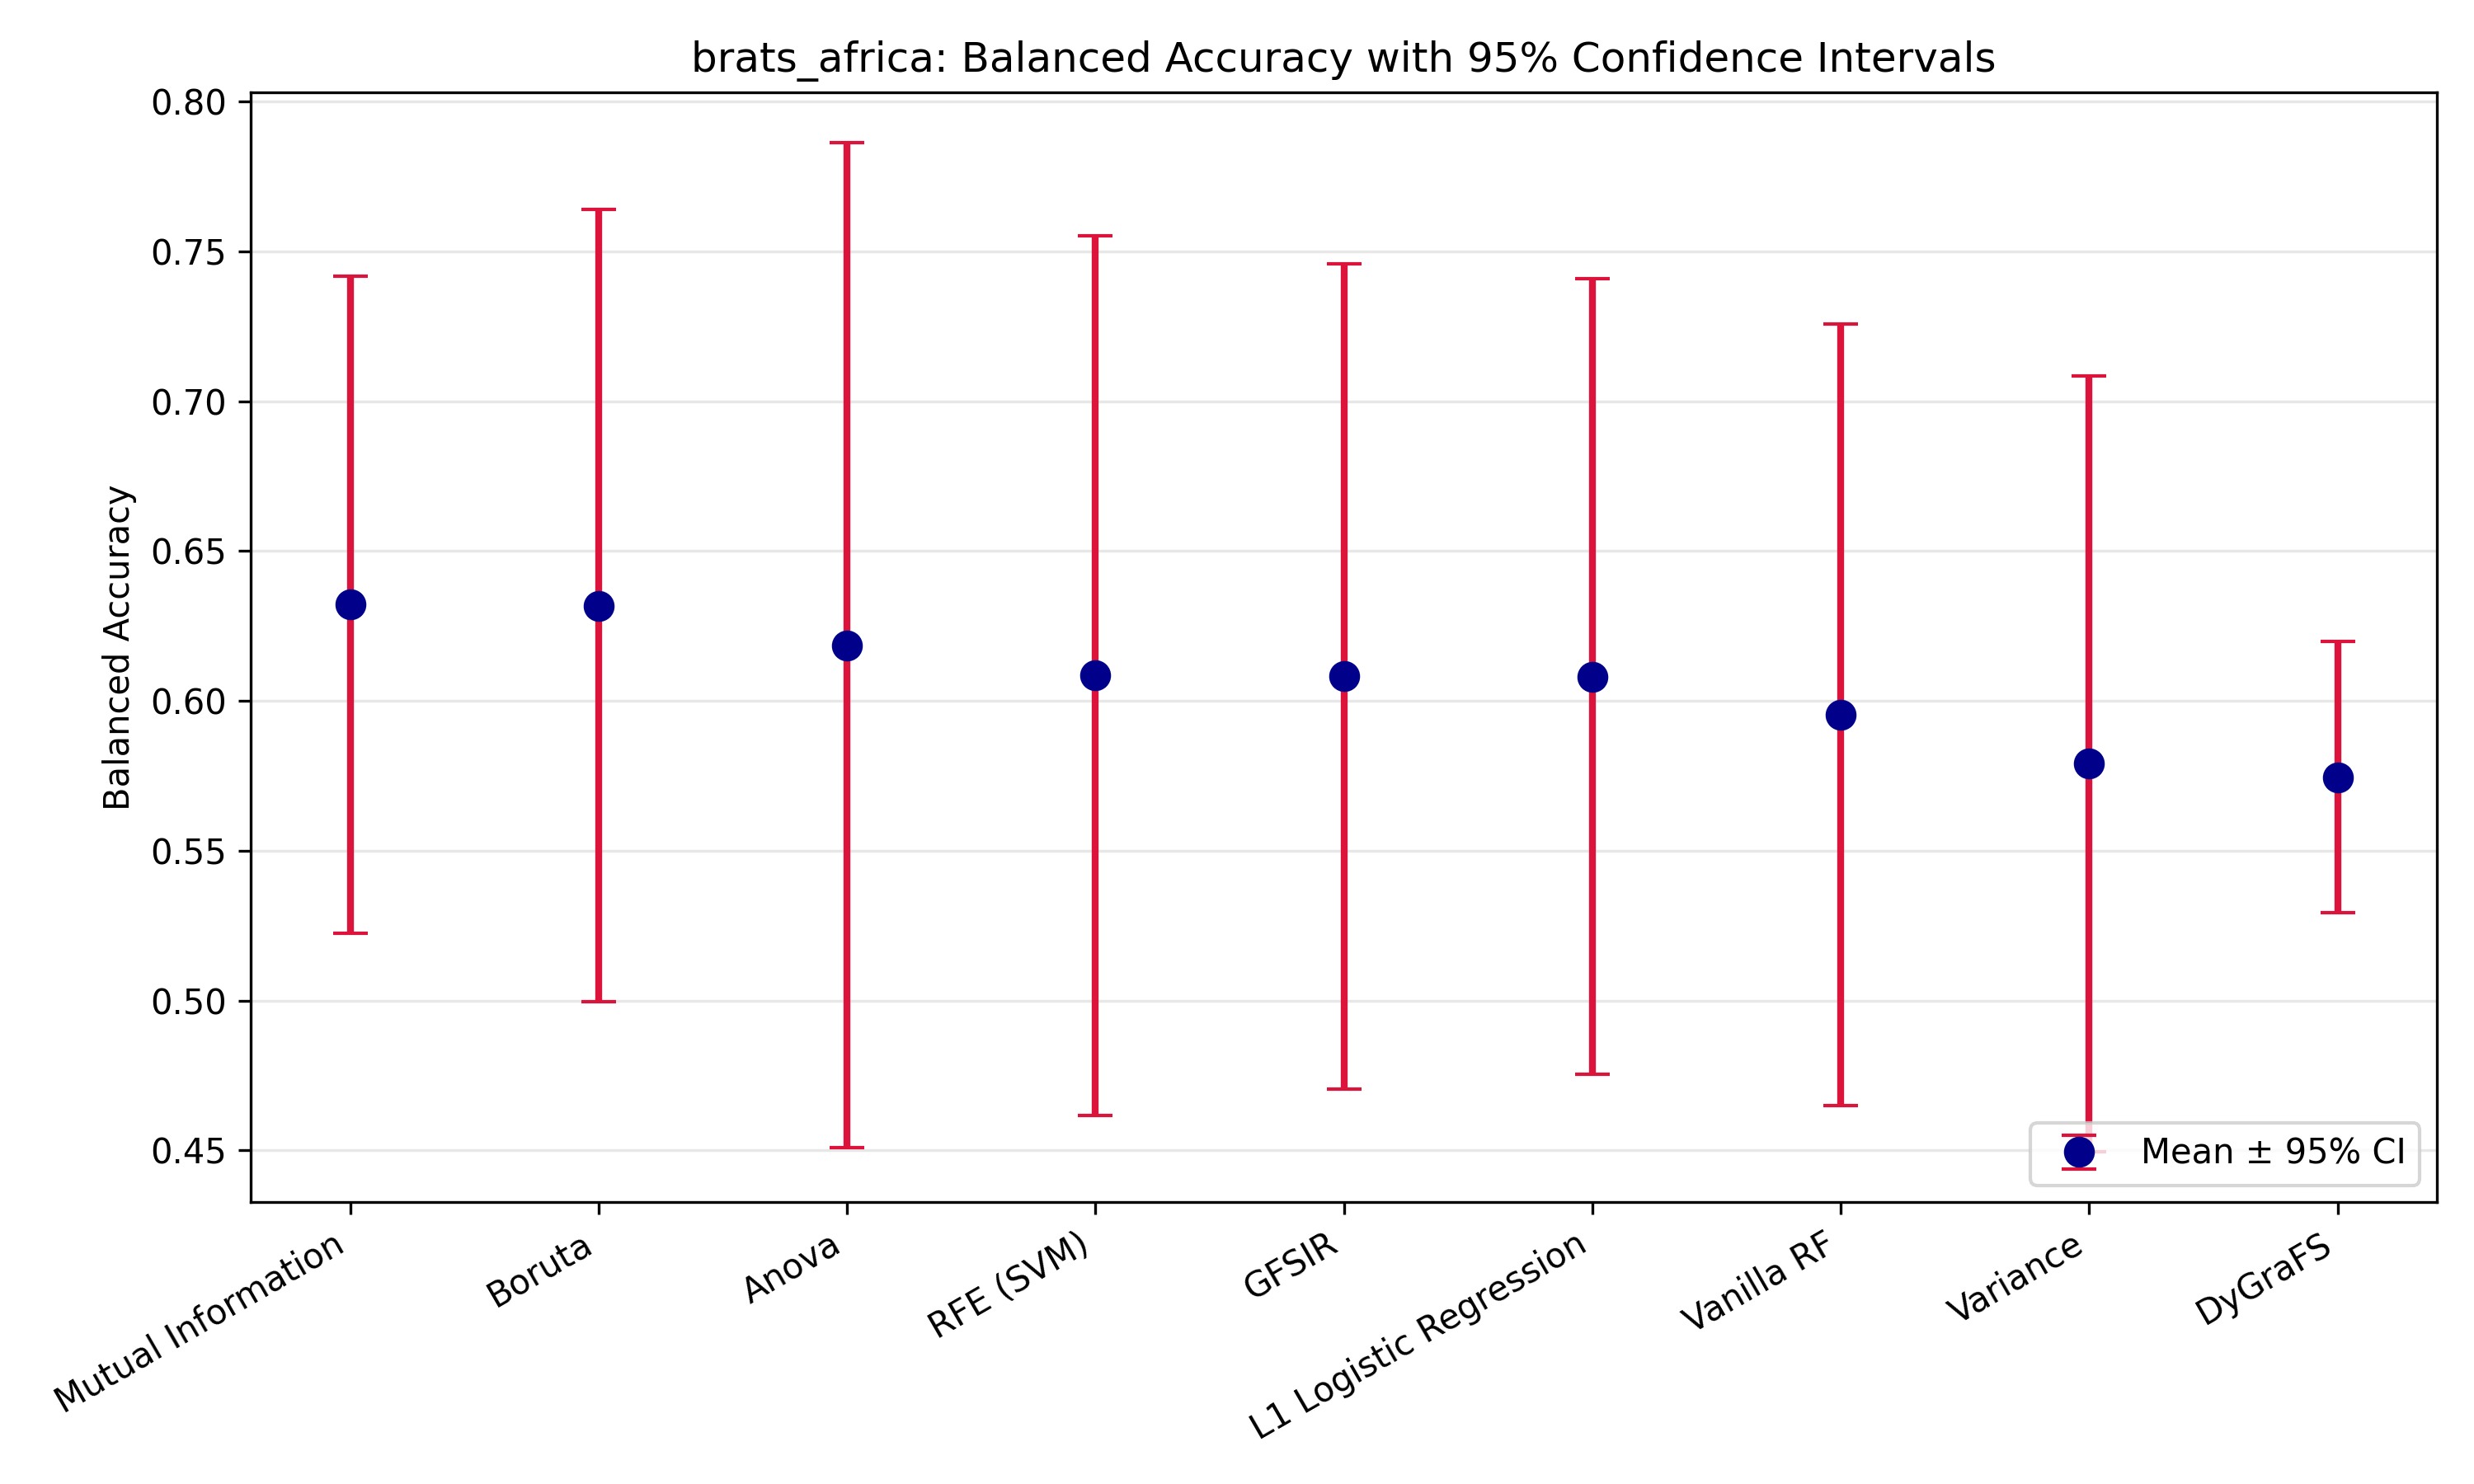 brats_africa: Balanced Accuracy with 95% Confidence Intervals
Balanced Accuracy
0.80
0.75
0.70
0.65
0.60
0.55
0.50
0.45
Mean ± 95% CI
Mutual Information
Boruta
Anova
RFE (SVM)
GFSIR
L1 Logistic Regression
Vanilla RF
Variance
DyGraFS